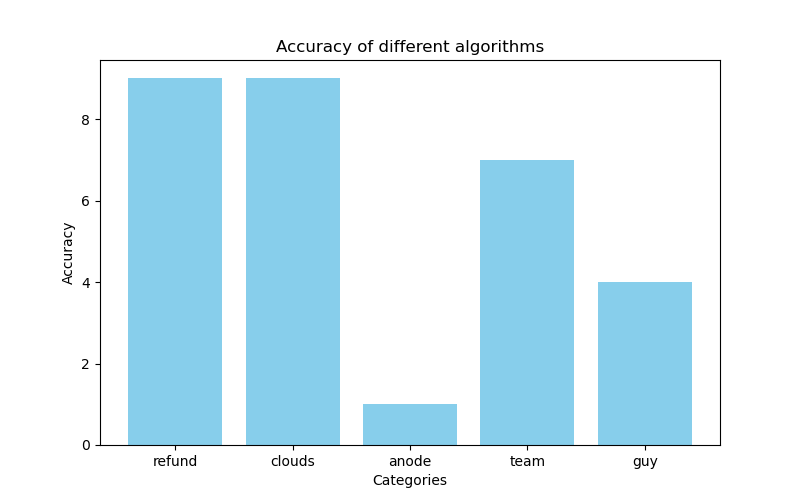 Accuracy of different algorithms
Accuracy
8
6
4
2
0
refund clouds anode team guy
Categories